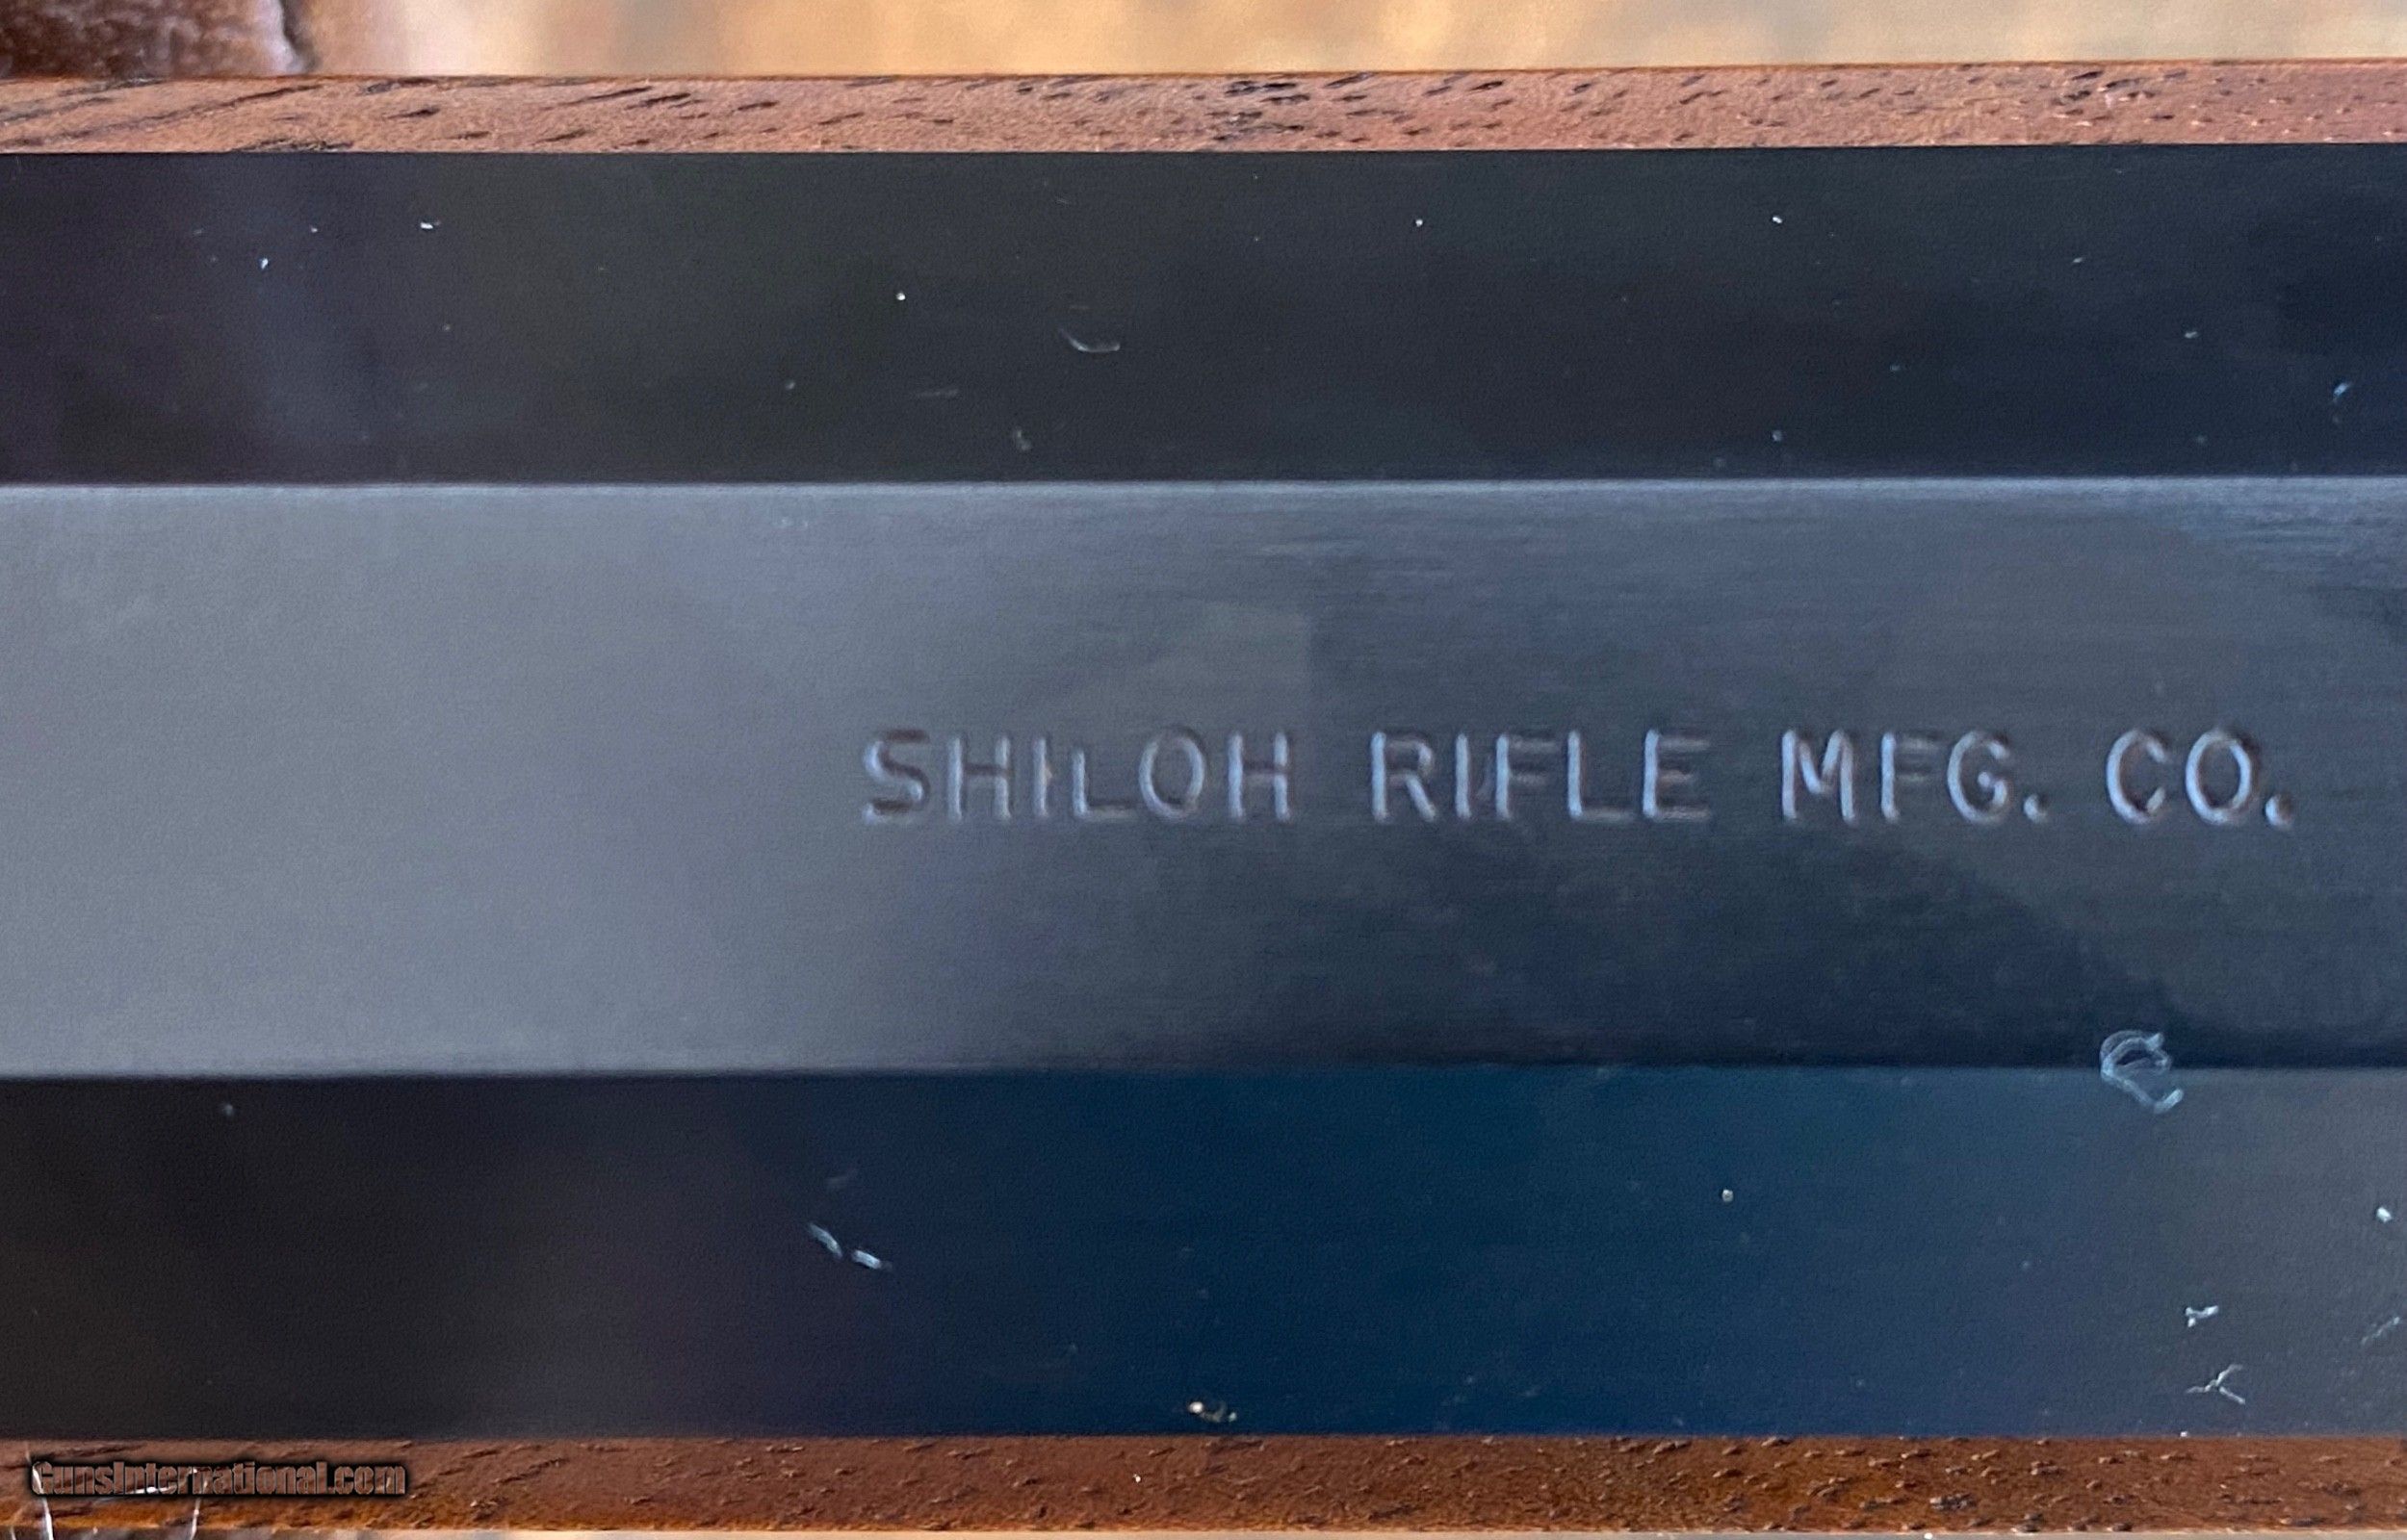 SHILOH RIFLE MFG. CO.
GunsInternational.com